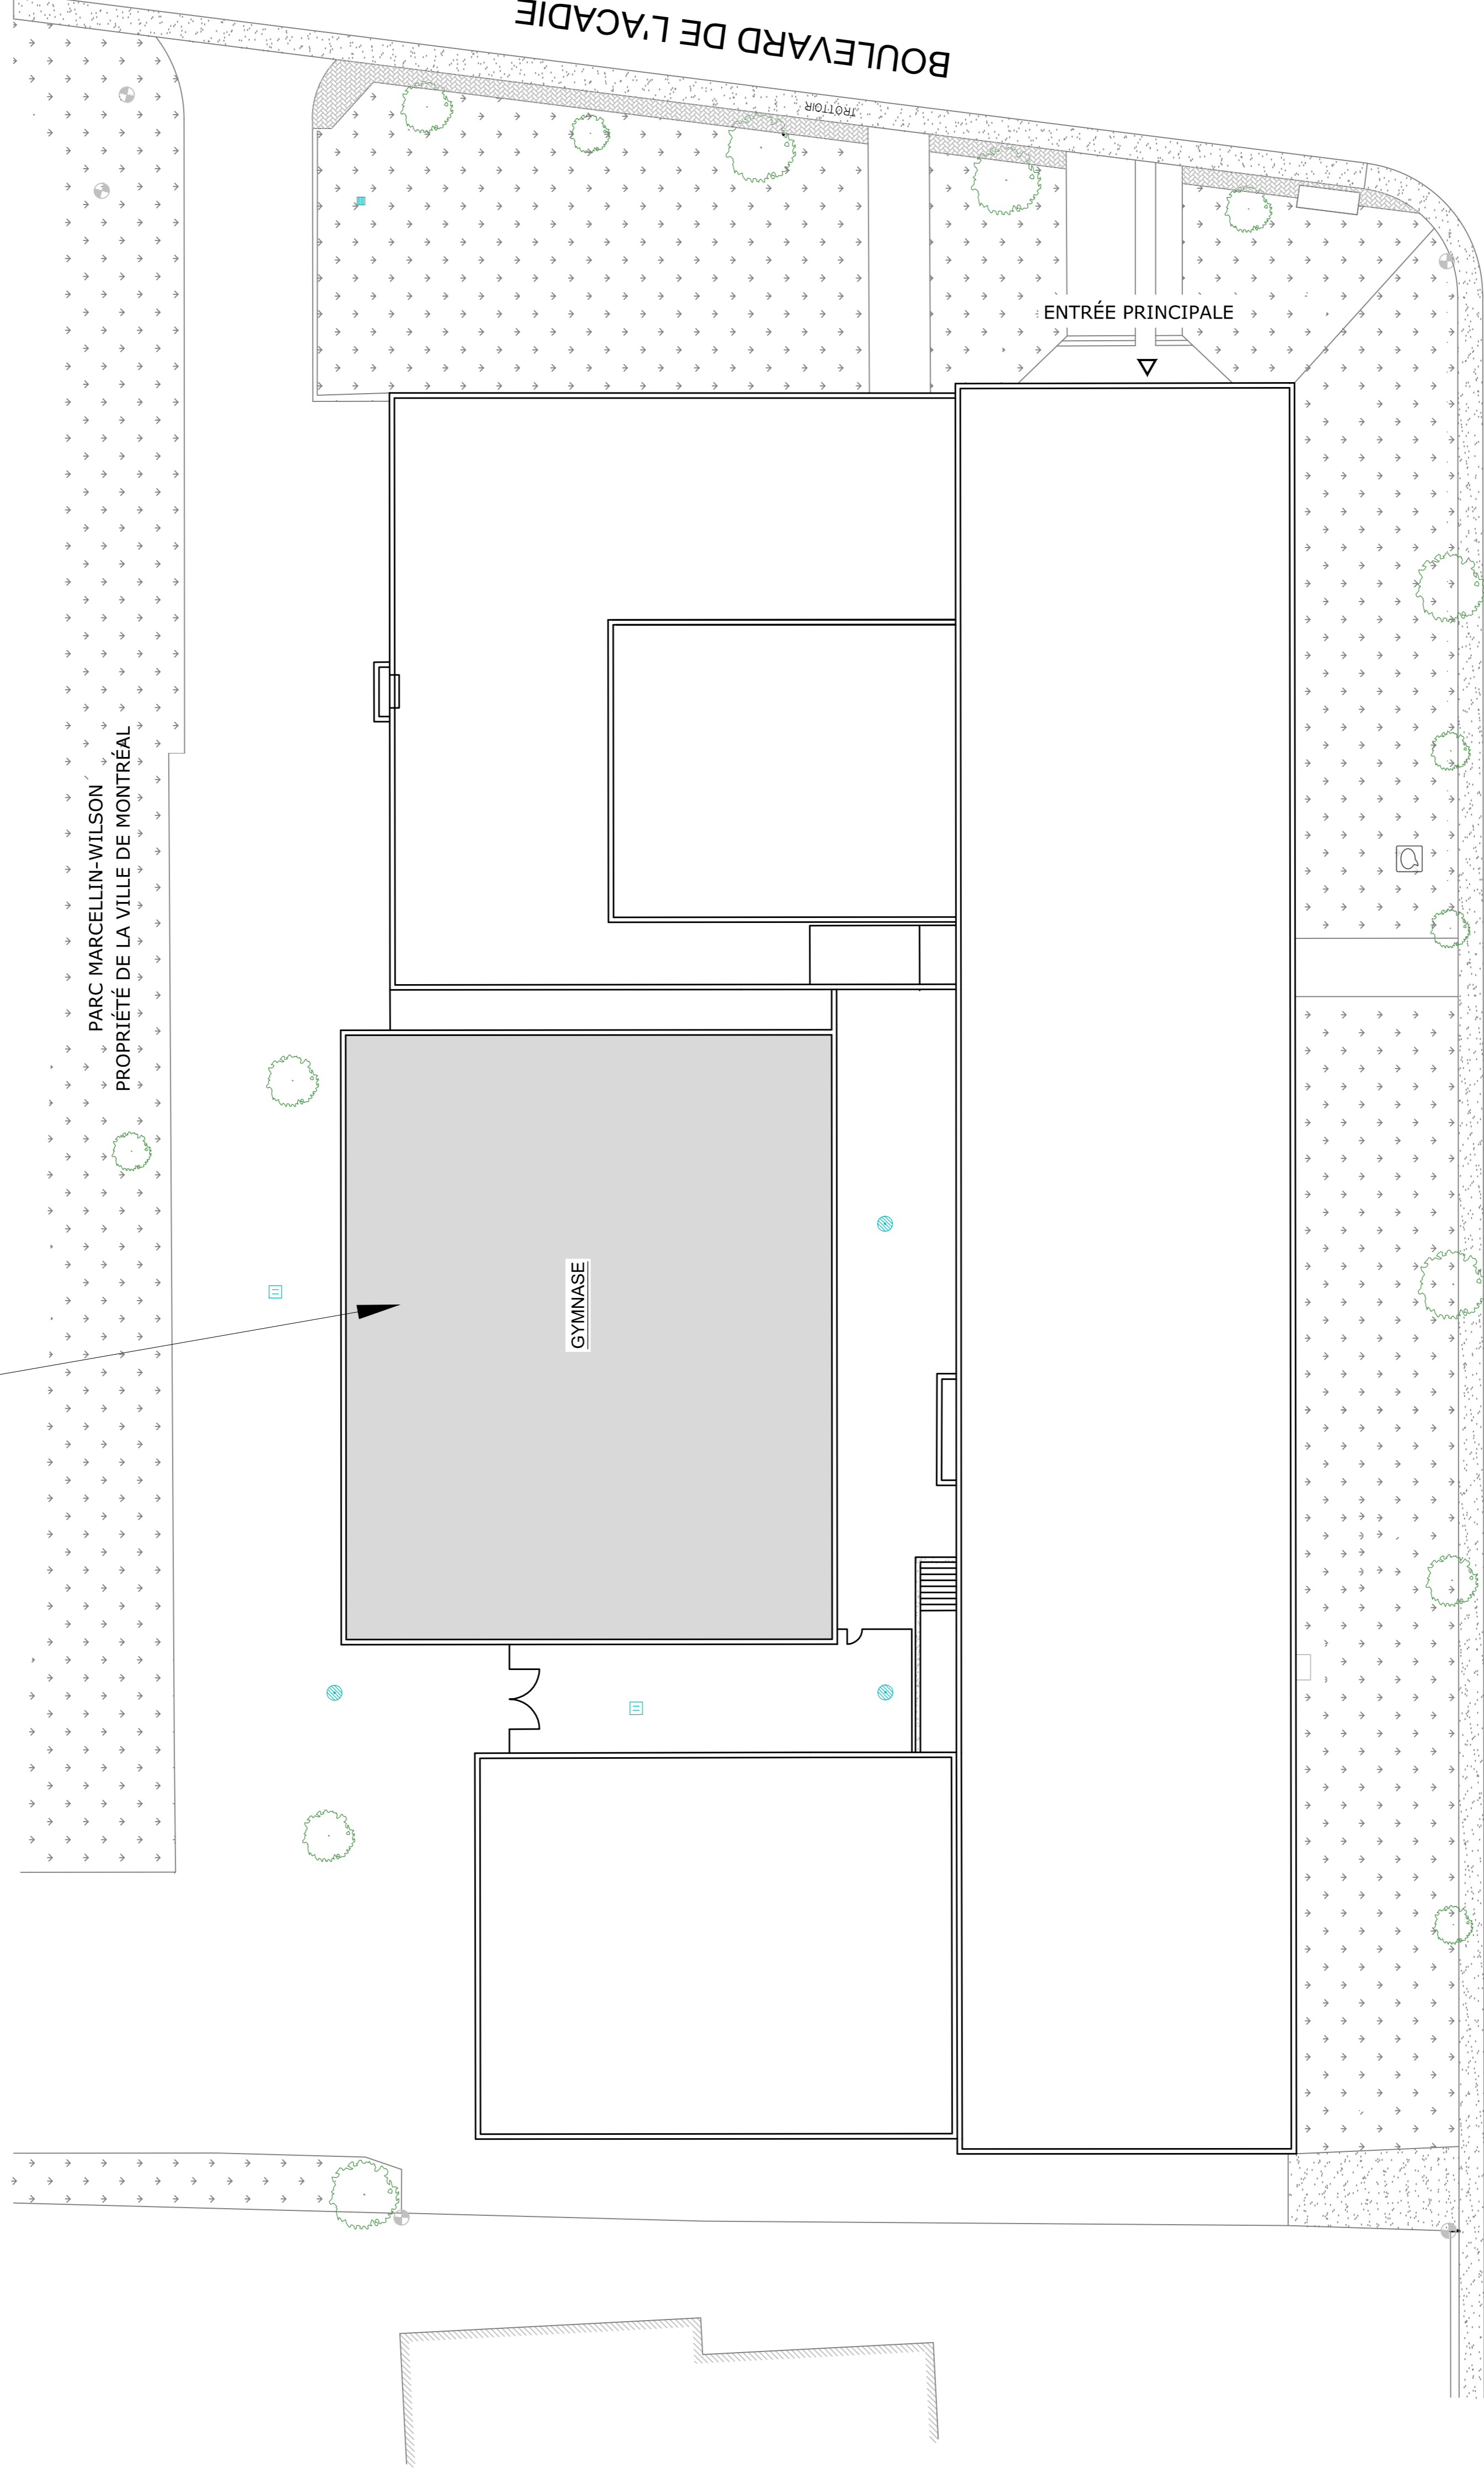 BOULEVARD DE L'ACADIE
TROTTOIR
ENTRÉE PRINCIPALE
PARC MARCELLIN-WILSON
PROPRIÉTÉ DE LA VILLE DE MONTRÉAL
GYMNASE